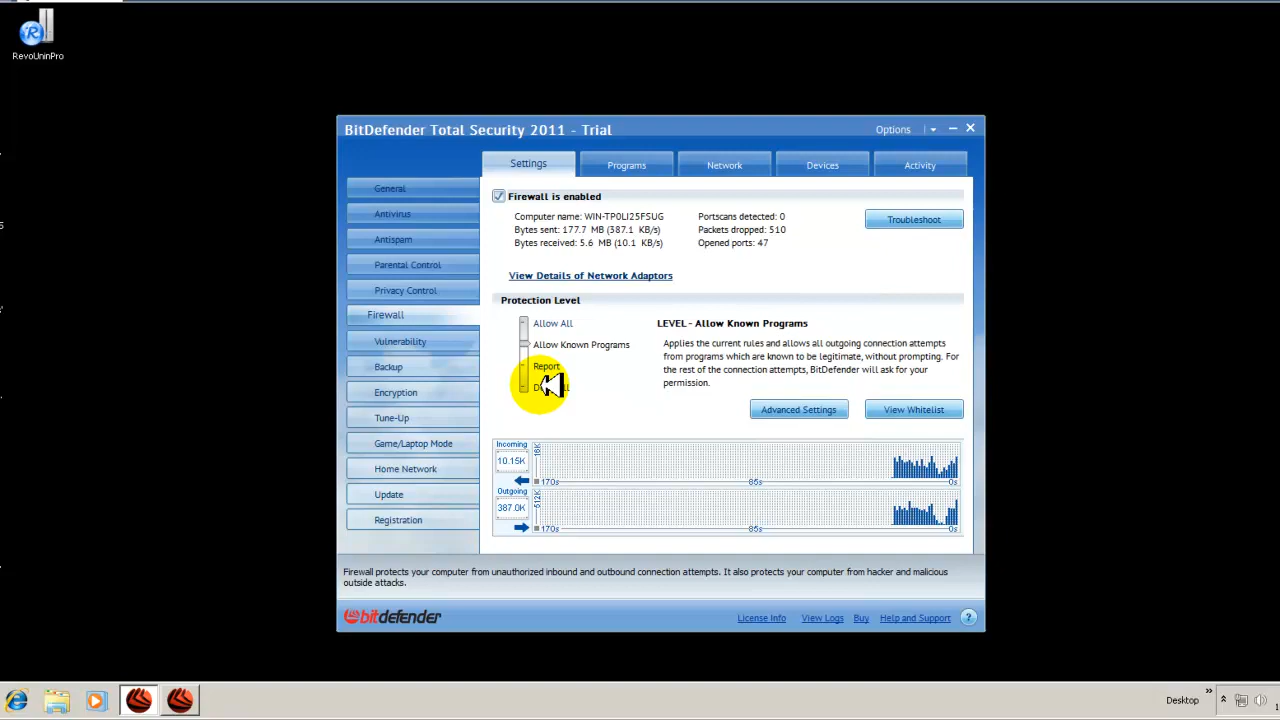 RevoUninPro
BitDefender Total Security 2011 - Trial
Options
Settings
Programs
Network
Devices
Activity
General
Antivirus
Antispam
Parental Control
Privacy Control
Firewall
Vulnerability
Backup
Encryption
Tune-Up
Game/Laptop Mode
Home Network
Update
Registration
Firewall is enabled
Computer name: WIN-TP0LI25FSUG
Bytes sent: 177.7 MB (387.1 KB/s)
Bytes received: 5.6 MB (10.1 KB/s)
Portscans detected: 0
Packets dropped: 510
Opened ports: 47
Troubleshoot
View Details of Network Adaptors
Protection Level
Allow All
Allow Known Programs
Report
LEVEL - Allow Known Programs
Applies the current rules and allows all outgoing connection attempts
from programs which are known to be legitimate, without prompting. For
the rest of the connection attempts, BitDefender will ask for your
permission.
Advanced Settings
View Whitelist
Incoming
10.15K
16K
170s
85s
0s
Outgoing
387.0K
512K
170s
85s
0s
Firewall protects your computer from unauthorized inbound and outbound connection attempts. It also protects your computer from hacker and malicious
outside attacks.
bitdefender
License Info
View Logs
Buy
Help and Support
?
Desktop